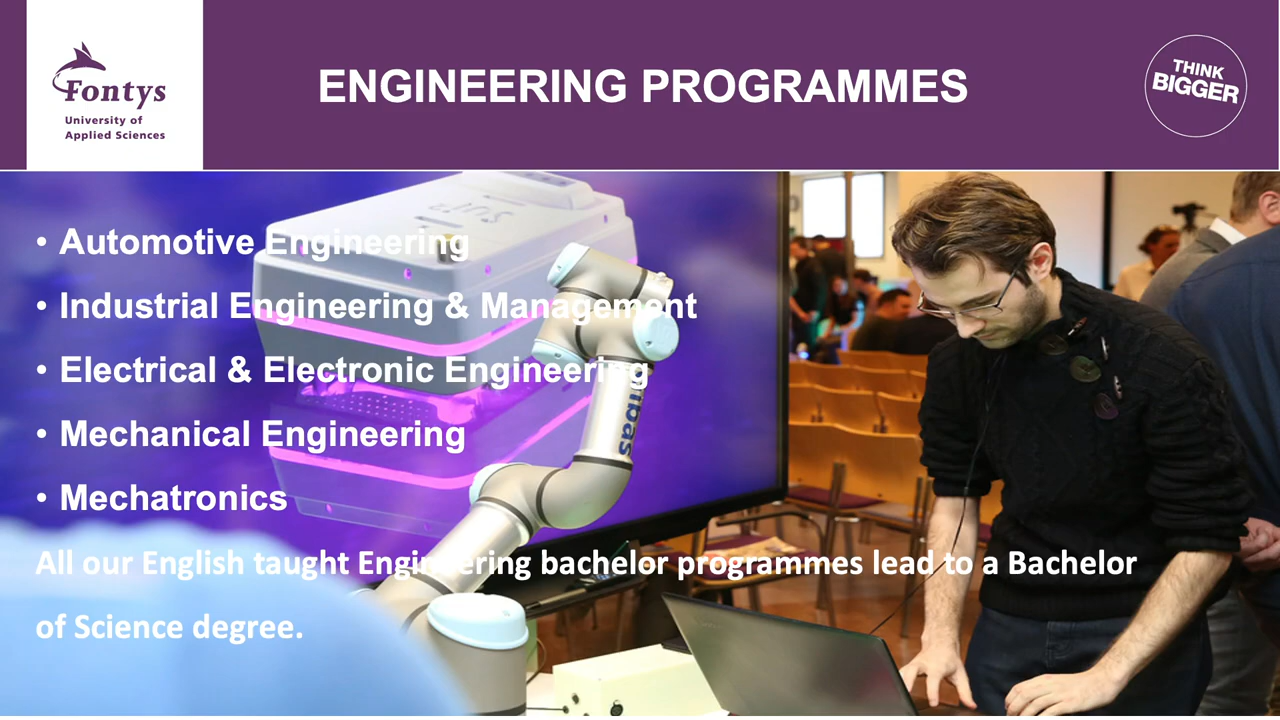 Fontys
University of
Applied Sciences
ENGINEERING PROGRAMMES
THINK
BIGGER
• Automotive Engineering
• Industrial Engineering & Management
• Electrical & Electronic Engineering
• Mechanical Engineering
• Mechatronics
All our English taught Engineering bachelor programmes lead to a Bachelor
of Science degree.